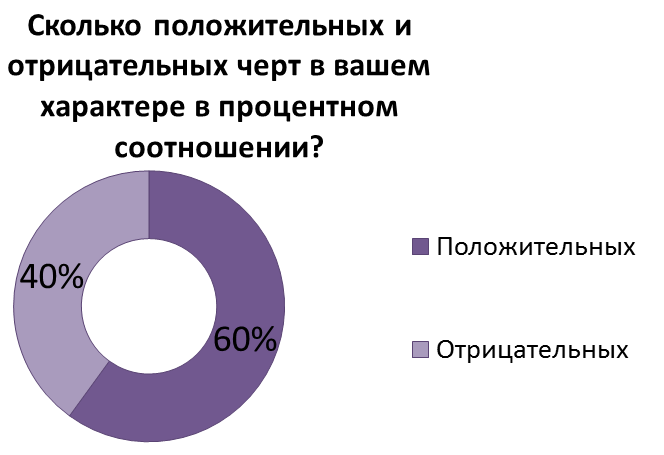 Сколько положительных и
отрицательных черт в вашем
характере в процентном
соотношении?
40%
60%
Положительных
Отрицательных